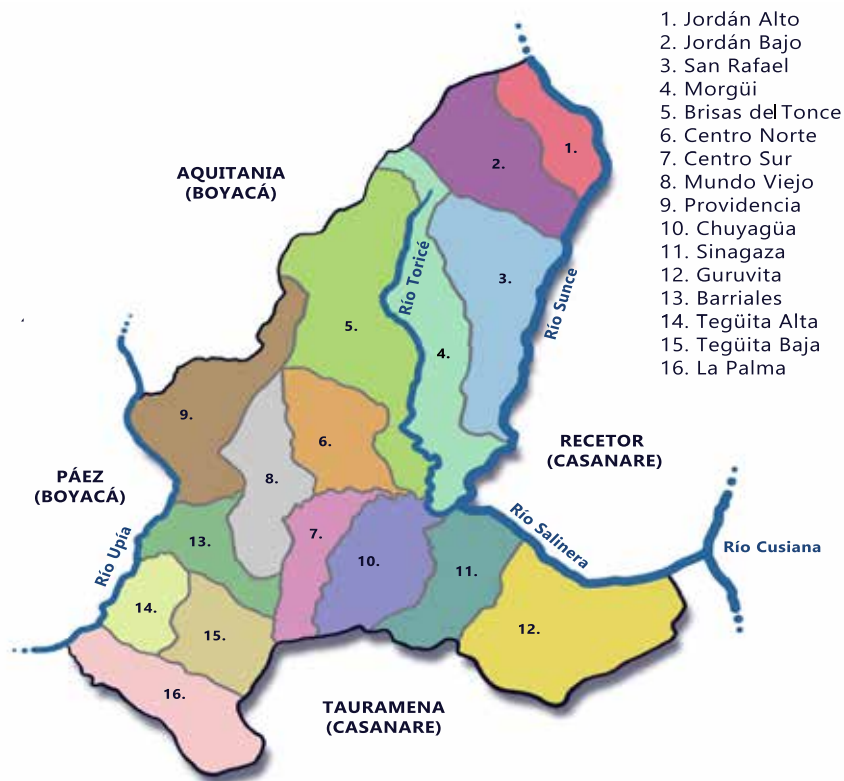 1. Jordán Alto
2. Jordán Bajo
3. San Rafael
4. Morgüi
5. Brisas del Tonce
6. Centro Norte
7. Centro Sur
8. Mundo Viejo
9. Providencia
10. Chuyagüa
11. Sinagaza
12. Guruvita
13. Barriales
14. Tegüita Alta
15. Tegüita Baja
16. La Palma
AQUITANIA
(BOYACÁ)
1.
2.
3.
Río Toricé
Río Sunce
5.
4.
9.
6.
RECETOR
(CASANARE)
PÁEZ
(BOYACÁ)
8.
Río Upía
13.
7.
10.
11.
Río Salinera
Río Cusiana
14.
15.
12.
16.
TAURAMENA
(CASANARE)